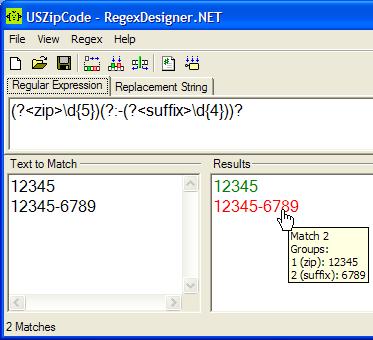 USZipCode - RegexDesigner.NET
File View Regex Help
Regular Expression Replacement String
(?<zip>\d{5})(?:-(?<suffix>\d{4}))?
Text to Match
12345
12345-6789
Results
12345
12345-6789
Match 2
Groups:
1 (zip): 12345
2 (suffix): 6789
2 Matches